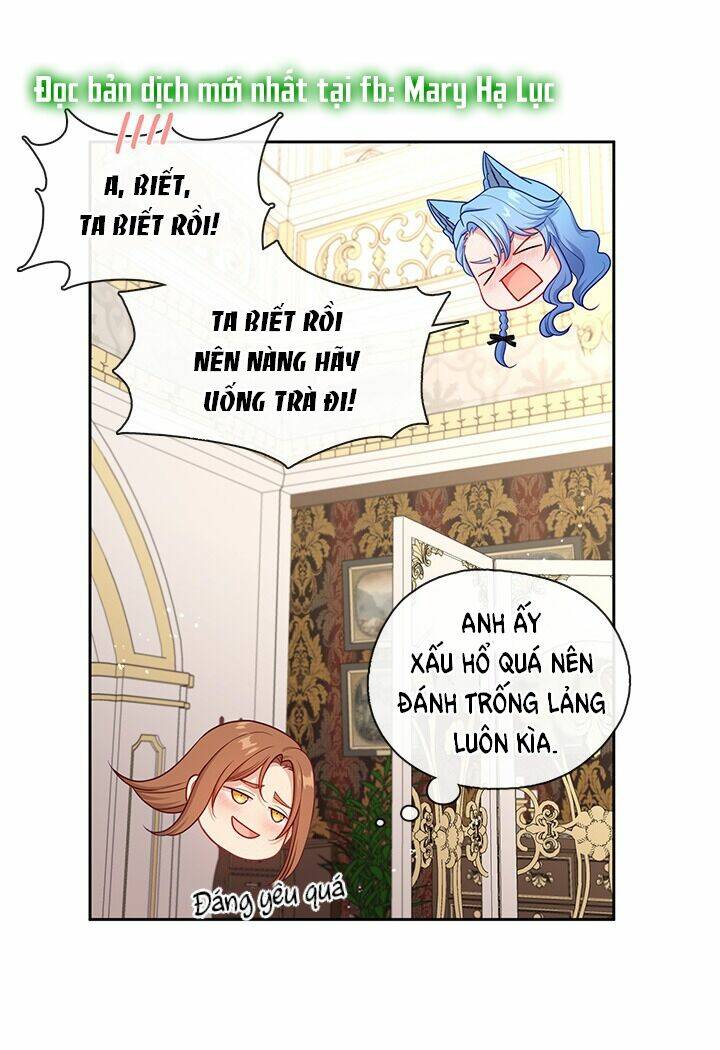 Đọc bản dịch mới nhất tại fb: Mary Hạ Lục
A, BIẾT,
TA BIẾT RỒI!
TA BIẾT RỒI
NÊN NÀNG HÃY
UỐNG TRÀ ĐI!
ANH ẤY
XẤU HỔ QUÁ NÊN
ĐÁNH TRỐNG LẢNG
LUÔN KÌA.
Đáng yêu quá